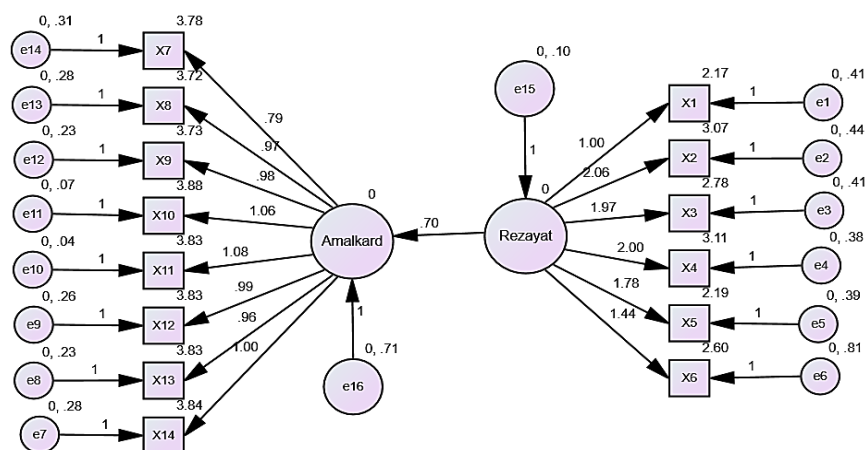 0, .31
e14 1 X7 3.78
0, .28
e13 1 X8 3.72
0, .23
e12 1 X9 3.73
0, .07
e11 1 X10 3.88
0, .04
e10 1 X11 3.83
0, .26
e9 1 X12 3.83
0, .23
e8 1 X13 3.83
0, .28
e7 1 X14 3.84
.79
.97
.98
1.06
1.08
.99
.96
1.00
0
Amalkard
1
0, .71
e16
.70
0, .10
e15
1
0
Rezayat
1.00
2.06
1.97
2.00
1.78
1.44
2.17
X1 1 e1 0, .41
3.07
X2 1 e2 0, .44
2.78
X3 1 e3 0, .41
3.11
X4 1 e4 0, .38
2.19
X5 1 e5 0, .39
2.60
X6 1 e6 0, .81